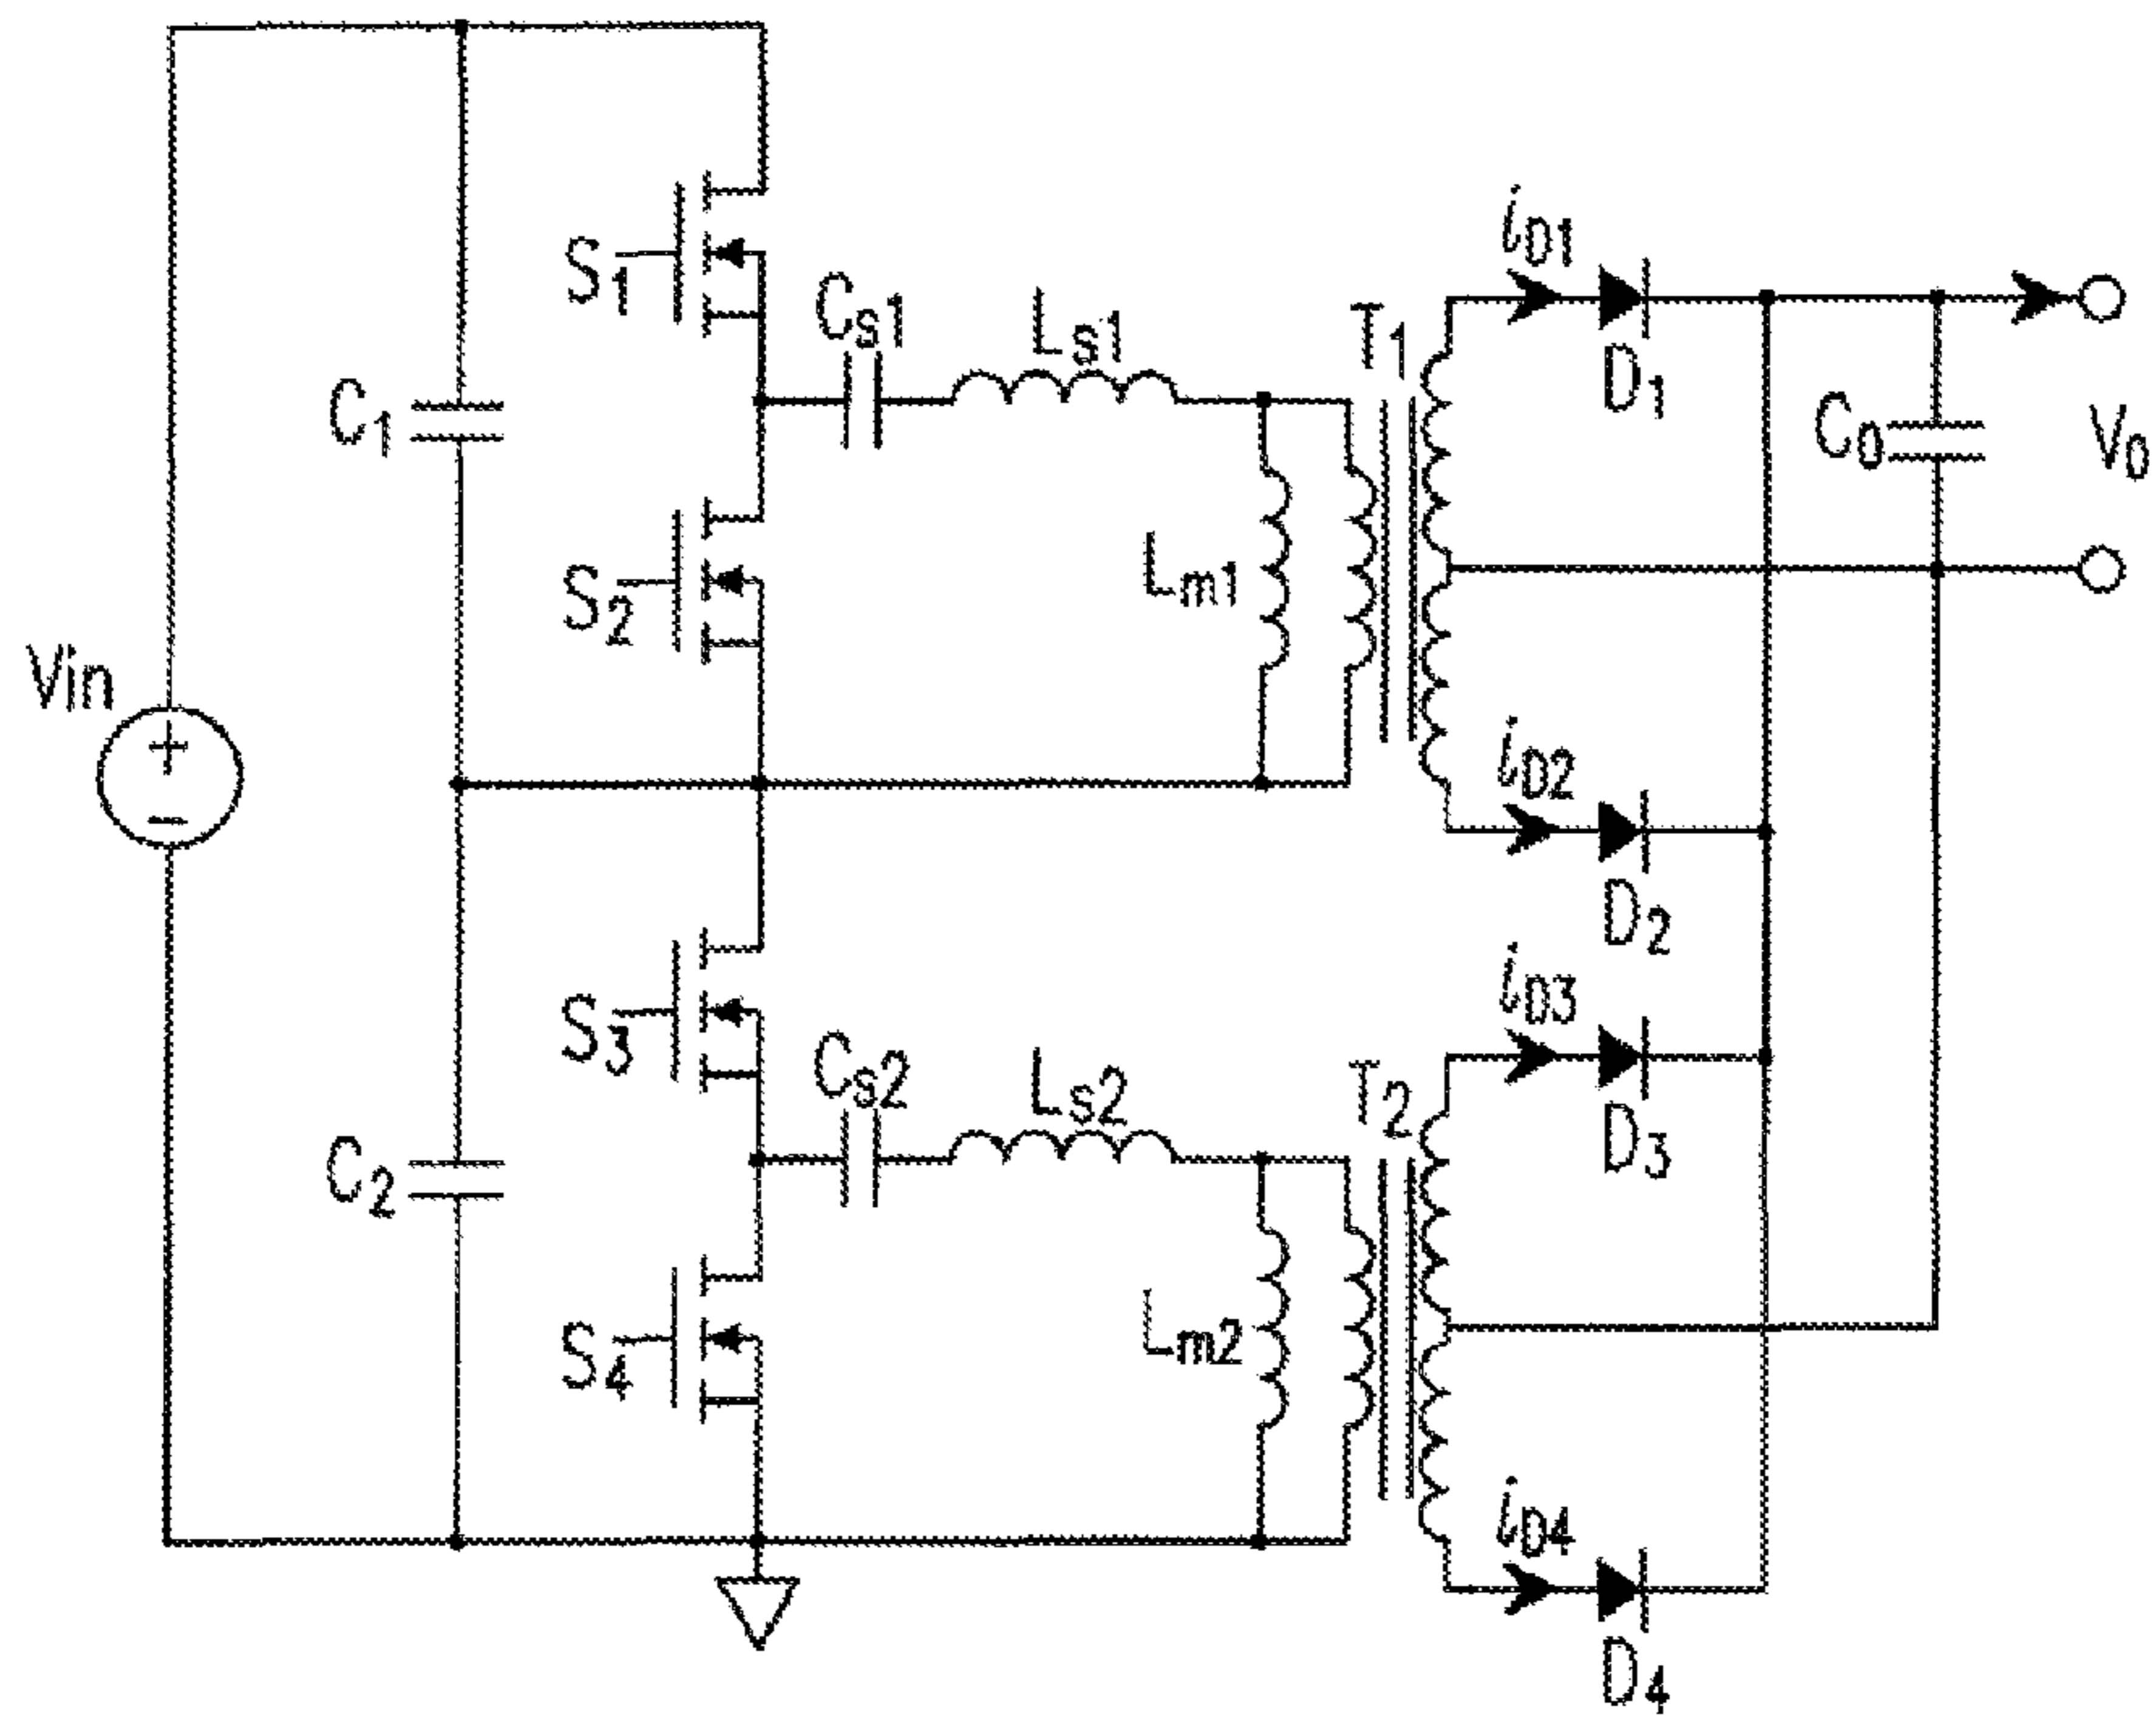 Vin
+
−
C1
C2
S1
S2
S3
S4
Cs1
Ls1
Lm1
T1
iD1
D1
iD2
D2
C0
V0
Cs2
Ls2
Lm2
T2
iD3
D3
iD4
D4